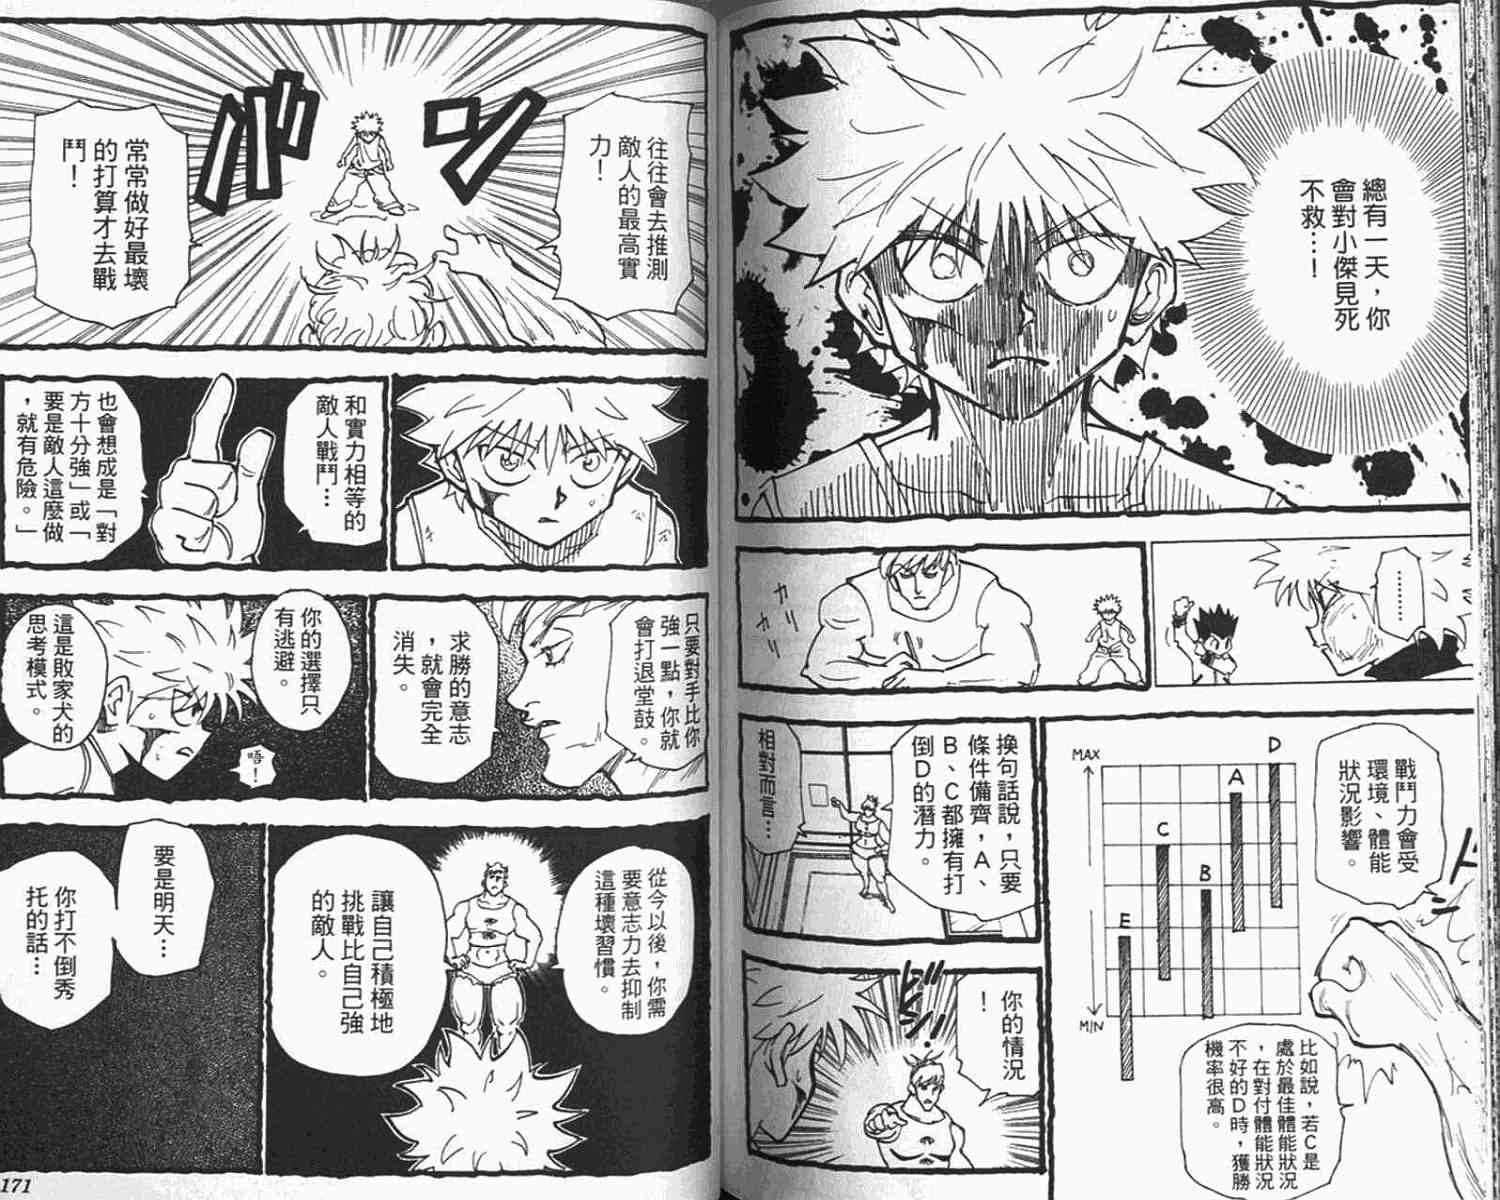 總有一天，你
會對小傑見死
不救…！
………
カリ
カリ
戰鬥力會受
環境、體能
狀況影響。
MAX
MIN
D
A
C
B
E
比如說，若C是
處於最佳體能狀況
，在對付體能狀況
不好的D時，獲勝
機率很高。
換句話說，只要
條件備齊，A、
B、C都擁有打
倒D的潛力。
相對而言…
你的情況
！
往往會去推測
敵人的最高實
力！
バン
常常做好最壞
的打算才去戰
鬥！
和實力相等的
敵人戰鬥…
也會想成是「對
方十分強」或「
要是敵人這麼做
，就有危險。」
只要對手比你
強一點，你就
會打退堂鼓。
求勝的意志
，就會完全
消失。
你的選擇只
有逃避。
唔！
這是敗家犬的
思考模式。
從今以後，你需
要意志力去抑制
這種壞習慣。
讓自己積極地
挑戰比自己強
的敵人。
要是明天…
你打不倒秀
托的話…
171